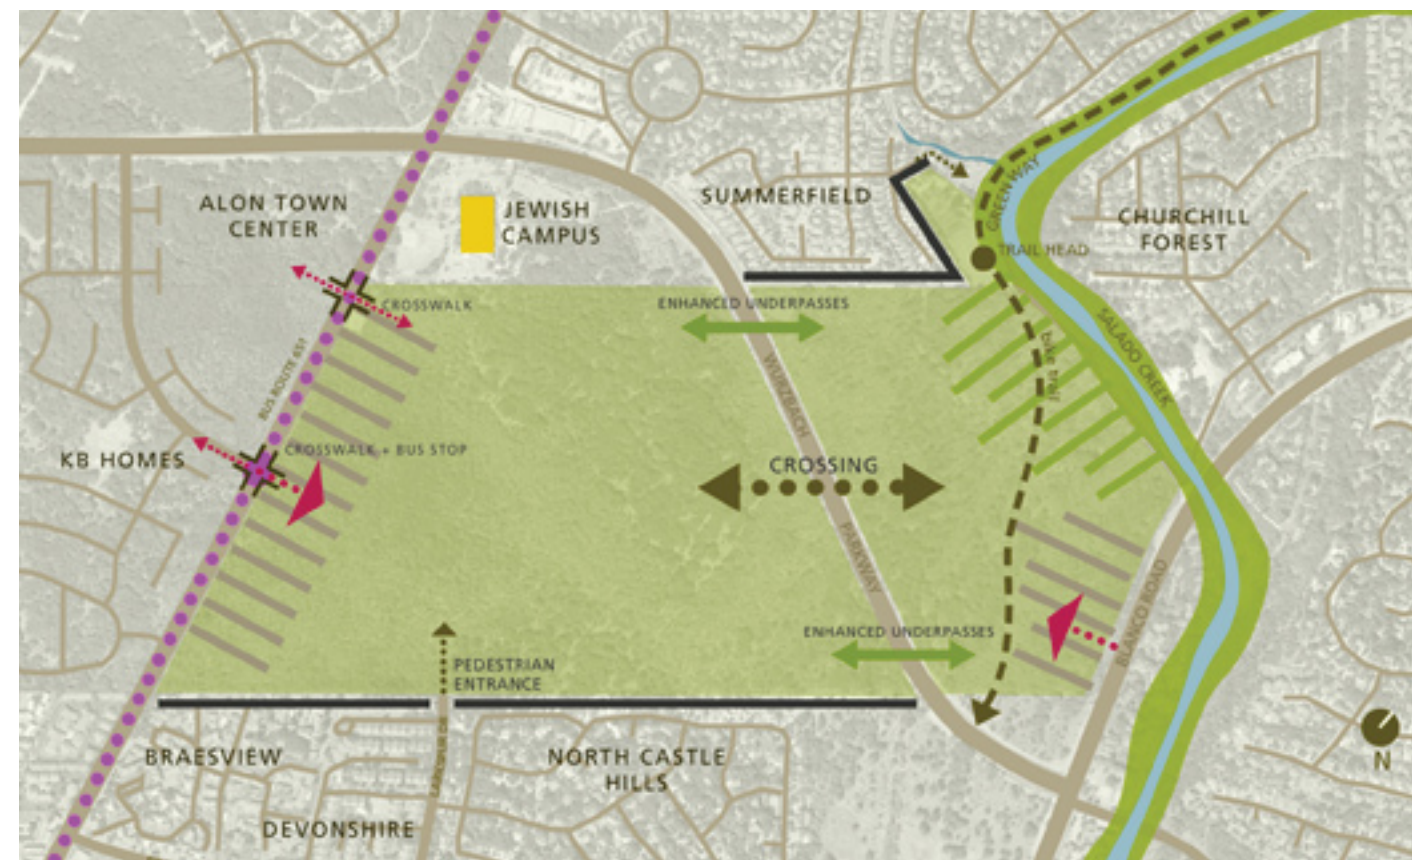 ALON TOWN
CENTER
JEWISH
CAMPUS
SUMMERFIELD
GREENWAY
CHURCHILL
FOREST
TRAIL HEAD
CROSSWALK
ENHANCED UNDERPASSES
SALADO CREEK
bike trail
WURZBACH
PARKWAY
BUS ROUTE 651
CROSSWALK + BUS STOP
KB HOMES
CROSSING
BLANCO ROAD
ENHANCED UNDERPASSES
PEDESTRIAN
ENTRANCE
BRAESVIEW
NORTH CASTLE
HILLS
DEVONSHIRE
N